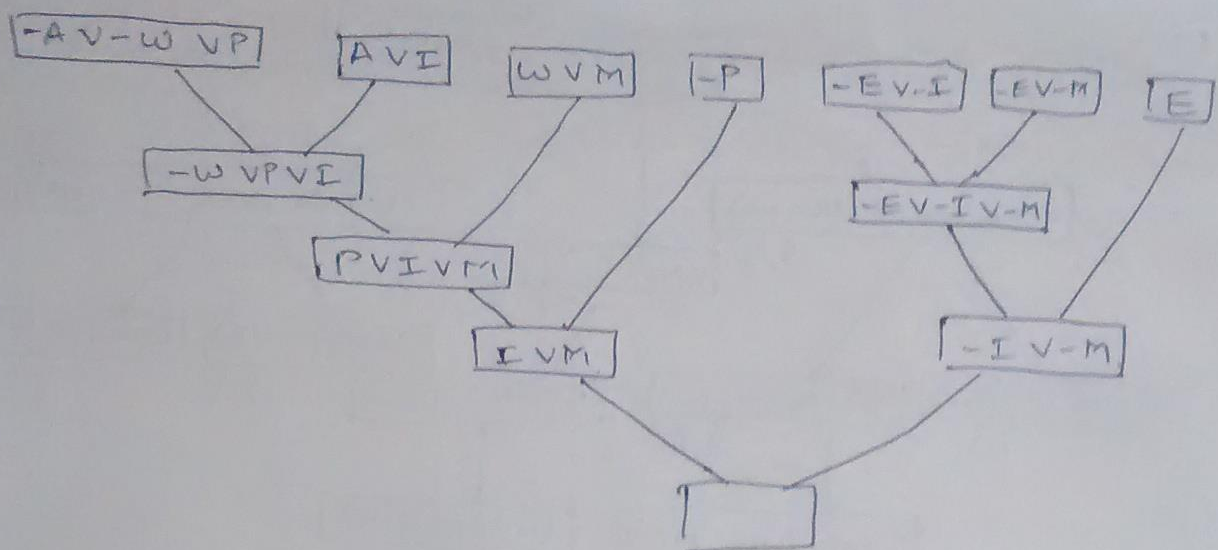 -A V -W V P
A V I
W V M
-P
-E V -I
-E V -M
E
-W V P V I
-E V -I V -M
P V I V M
I V M
-I V -M